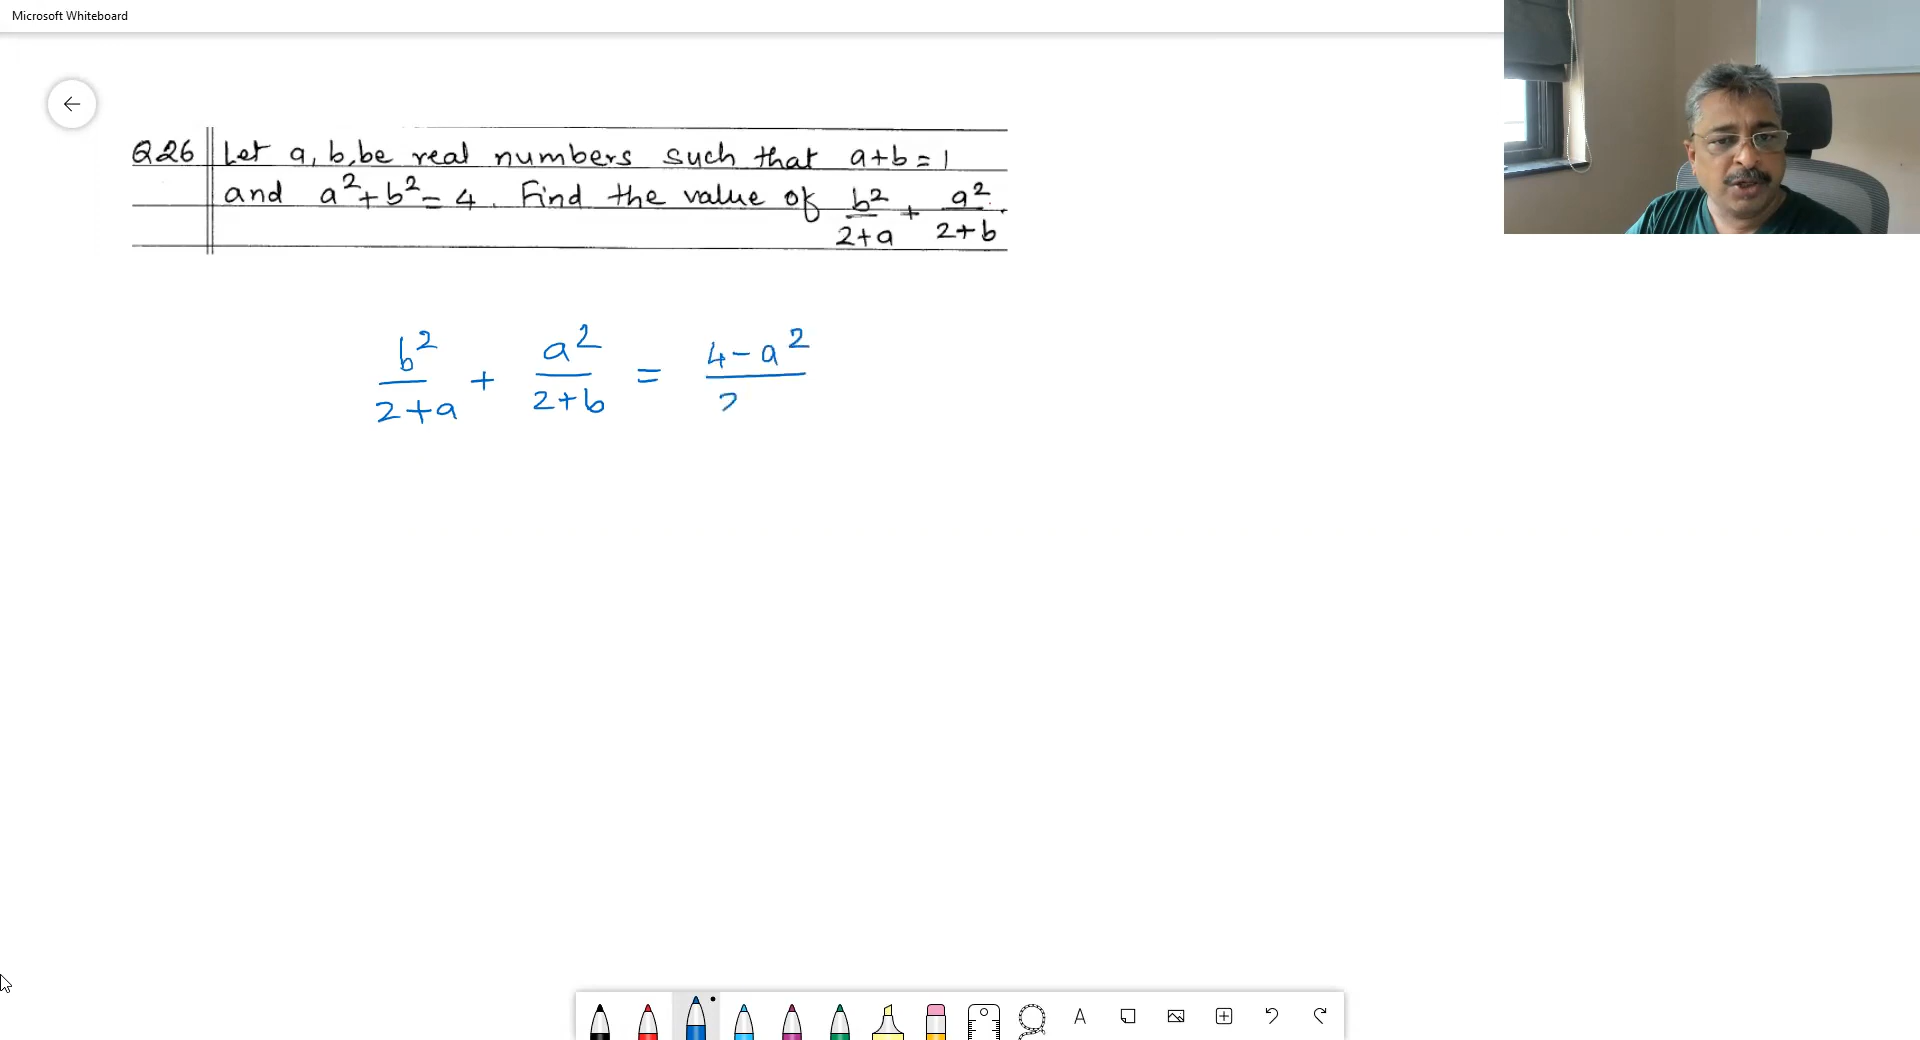 Microsoft Whiteboard
Q26 Let a, b, be real numbers such that a+b=1
and a²+b²=4. Find the value of b²/2+a + a²/2+b.
b²/2+a + a²/2+b = 4-a²/2
A